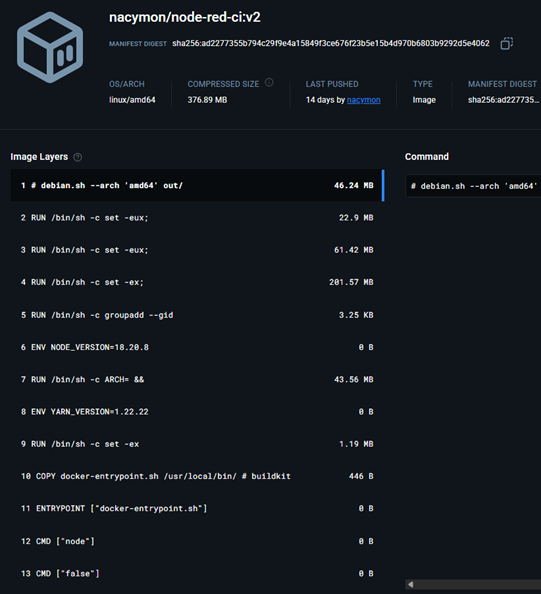 nacymon/node-red-ci:v2
MANIFEST DIGEST sha256:ad2277355b794c29f9e4a15849f3ce676f23b5e15b4d970b6803b9292d5e4062
OS/ARCH COMPRESSED SIZE LAST PUSHED TYPE MANIFEST DIGEST
linux/amd64 376.89 MB 14 days by nacymon Image sha256:ad227735...
Image Layers Command
1 # debian.sh --arch 'amd64' out/ 46.24 MB # debian.sh --arch 'amd64'
2 RUN /bin/sh -c set -eux; 22.9 MB
3 RUN /bin/sh -c set -eux; 61.42 MB
4 RUN /bin/sh -c set -ex; 201.57 MB
5 RUN /bin/sh -c groupadd --gid 3.25 KB
6 ENV NODE_VERSION=18.20.8 0 B
7 RUN /bin/sh -c ARCH= && 43.56 MB
8 ENV YARN_VERSION=1.22.22 0 B
9 RUN /bin/sh -c set -ex 1.19 MB
10 COPY docker-entrypoint.sh /usr/local/bin/ # buildkit 446 B
11 ENTRYPOINT ["docker-entrypoint.sh"] 0 B
12 CMD ["node"] 0 B
13 CMD ["false"] 0 B